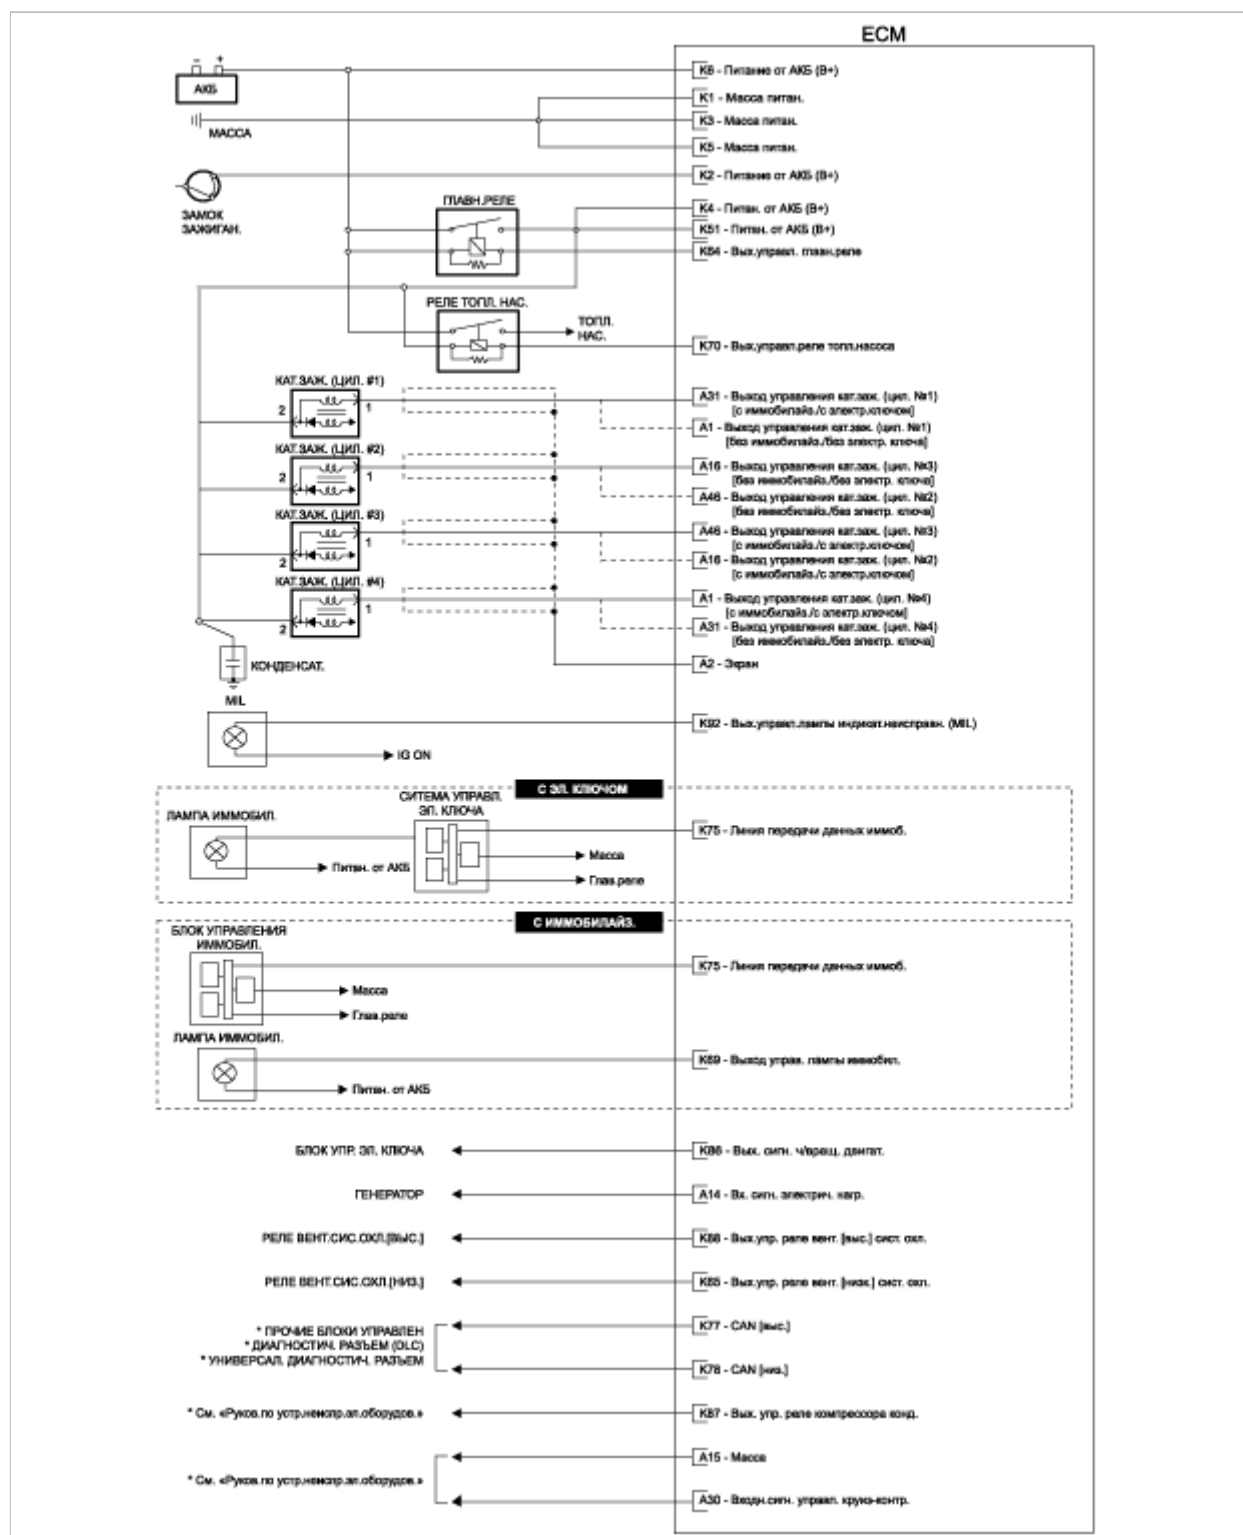 ECM
АКБ
МАССА
ЗАМОК
ЗАЖИГАН.
ГЛАВН.РЕЛЕ
K6 - Питание от АКБ (B+)
K1 - Масса питан.
K3 - Масса питан.
K5 - Масса питан.
K2 - Питание от АКБ (B+)
K4 - Питан. от АКБ (B+)
K51 - Питан. от АКБ (B+)
K64 - Вых.управл. главн.реле
РЕЛЕ ТОПЛ. НАС.
ТОПЛ.
НАС.
K70 - Вых.управл.реле топл.насоса
КАТ.ЗАЖ. (ЦИЛ. #1)
2
1
A31 - Выход управления кат.заж. (цил. №1)
[с иммобилайз./с электр.ключом]
A1 - Выход управления кат.заж. (цил. №1)
[без иммобилайз./без электр. ключа]
КАТ.ЗАЖ. (ЦИЛ. #2)
2
1
A16 - Выход управления кат.заж. (цил. №3)
[без иммобилайз./без электр. ключа]
A46 - Выход управления кат.заж. (цил. №2)
[без иммобилайз./без электр. ключа]
КАТ.ЗАЖ. (ЦИЛ. #3)
2
1
A46 - Выход управления кат.заж. (цил. №3)
[с иммобилайз./с электр.ключом]
A16 - Выход управления кат.заж. (цил. №2)
[с иммобилайз./с электр.ключом]
КАТ.ЗАЖ. (ЦИЛ. #4)
2
1
A1 - Выход управления кат.заж. (цил. №4)
[с иммобилайз./с электр.ключом]
A31 - Выход управления кат.заж. (цил. №4)
[без иммобилайз./без электр. ключа]
A2 - Экран
КОНДЕНСАТ.
MIL
K92 - Вых.управл.лампы индикат.неисправн. (MIL)
IG ON
С ЭЛ. КЛЮЧОМ
СИТЕМА УПРАВЛ.
ЭЛ. КЛЮЧА
ЛАМПА ИММОБИЛ.
K75 - Линия передачи данных иммоб.
Питан. от АКБ
Масса
Глав.реле
С ИММОБИЛАЙЗ.
БЛОК УПРАВЛЕНИЯ
ИММОБИЛ.
K75 - Линия передачи данных иммоб.
Масса
Глав.реле
ЛАМПА ИММОБИЛ.
K69 - Выход управ. лампы иммобил.
Питан. от АКБ
БЛОК УПР. ЭЛ. КЛЮЧА
K86 - Вых. сигн. ч/вращ. двигат.
ГЕНЕРАТОР
A14 - Вх. сигн. электрич. нагр.
РЕЛЕ ВЕНТ.СИС.ОХЛ.[ВЫС.]
K88 - Вых.упр. реле вент. [выс.] сист. охл.
РЕЛЕ ВЕНТ.СИС.ОХЛ.[НИЗ.]
K85 - Вых.упр. реле вент. [низк.] сист. охл.
* ПРОЧИЕ БЛОКИ УПРАВЛЕН
* ДИАГНОСТИЧ. РАЗЪЕМ (DLC)
* УНИВЕРСАЛ. ДИАГНОСТИЧ. РАЗЪЕМ
K77 - CAN [выс.]
K78 - CAN [низ.]
* См. «Руков.по устр.неиспр.эл.оборудов.»
K87 - Вых. упр. реле компрессора конд.
* См. «Руков.по устр.неиспр.эл.оборудов.»
A15 - Масса
A30 - Входн.сигн. управл. круиз-контр.